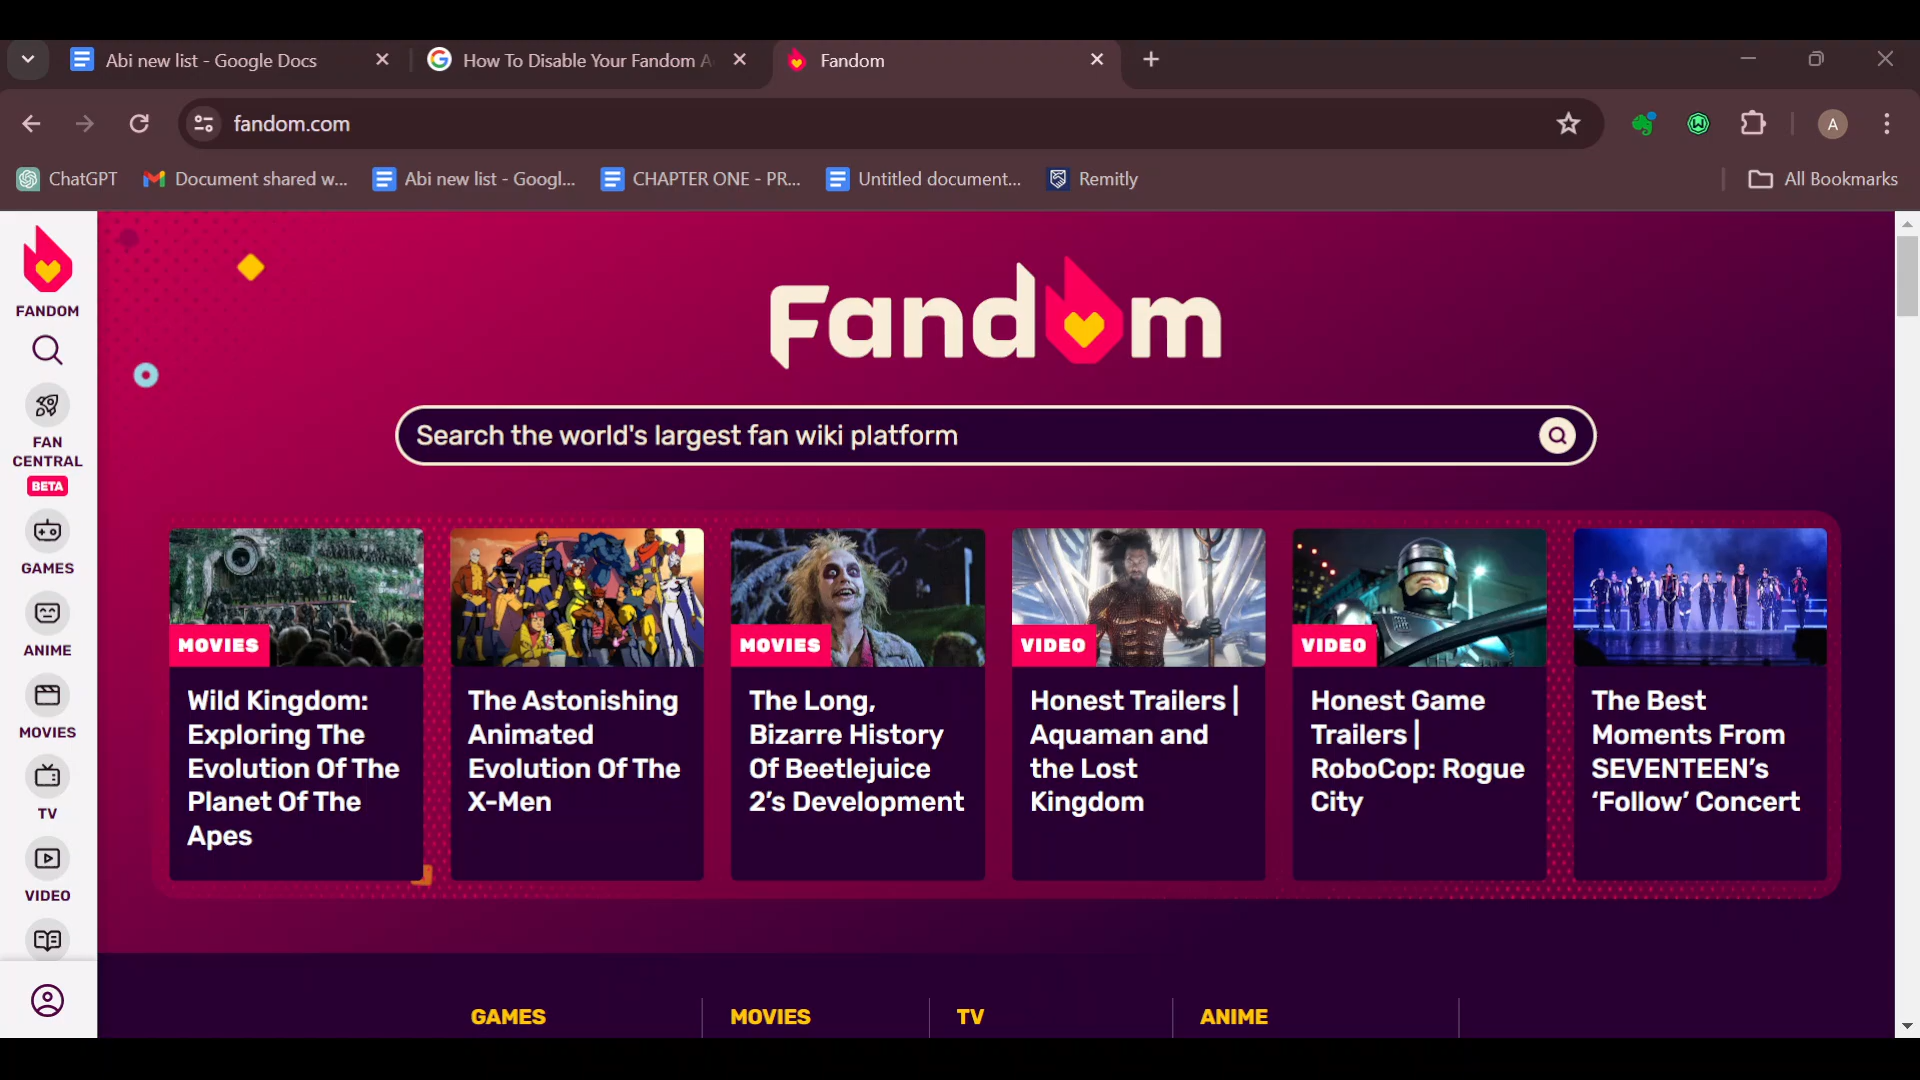 Abi new list - Google Docs
How To Disable Your Fandom A
Fandom
fandom.com
A
ChatGPT
Document shared w...
Abi new list - Googl...
CHAPTER ONE - PR...
Untitled document...
Remitly
All Bookmarks
FANDOM
FAN
CENTRAL
BETA
GAMES
ANIME
MOVIES
TV
VIDEO
Fandom
Search the world's largest fan wiki platform
MOVIES
Wild Kingdom:
Exploring The
Evolution Of The
Planet Of The
Apes
The Astonishing
Animated
Evolution Of The
X-Men
MOVIES
The Long,
Bizarre History
Of Beetlejuice
2’s Development
VIDEO
Honest Trailers |
Aquaman and
the Lost
Kingdom
VIDEO
Honest Game
Trailers |
RoboCop: Rogue
City
The Best
Moments From
SEVENTEEN’s
‘Follow’ Concert
GAMES
MOVIES
TV
ANIME